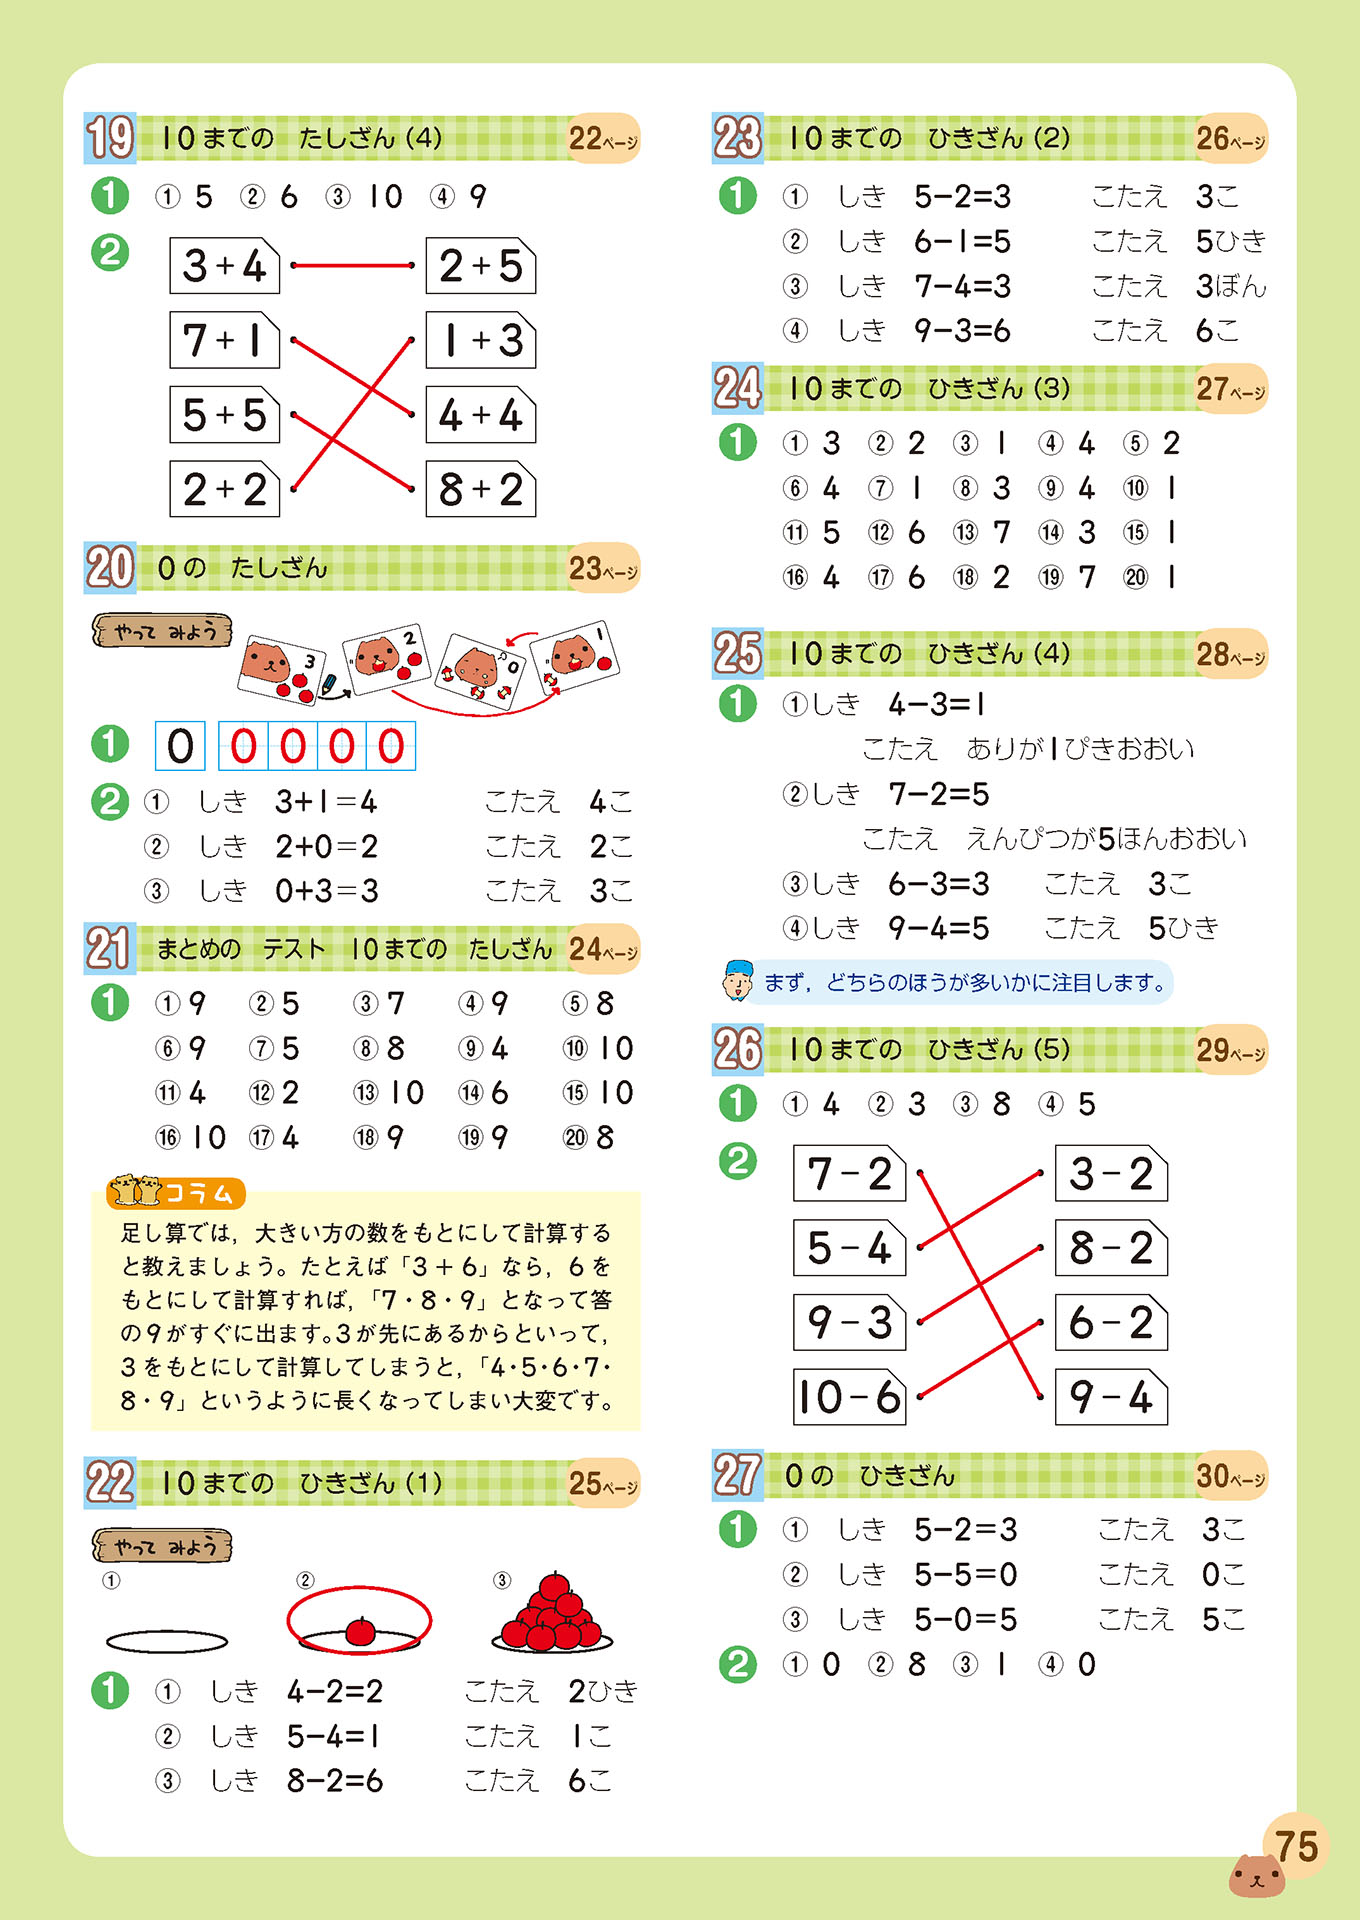 19 10までの たしざん(4) 22ページ
1 ① 5 ② 6 ③ 10 ④ 9
2 3+4 2+5
7+1 1+3
5+5 4+4
2+2 8+2
20 0の たしざん 23ページ
やって みよう
3 2 0 1
1 0 0 0 0 0
2 ① しき 3+1=4 こたえ 4こ
② しき 2+0=2 こたえ 2こ
③ しき 0+3=3 こたえ 3こ
21 まとめの テスト 10までの たしざん 24ページ
1 ① 9 ② 5 ③ 7 ④ 9 ⑤ 8
⑥ 9 ⑦ 5 ⑧ 8 ⑨ 4 ⑩ 10
⑪ 4 ⑫ 2 ⑬ 10 ⑭ 6 ⑮ 10
⑯ 10 ⑰ 4 ⑱ 9 ⑲ 9 ⑳ 8
コラム
足し算では,大きい方の数をもとにして計算する
と教えましょう。たとえば「3+6」なら,6を
もとにして計算すれば,「7・8・9」となって答
の9がすぐに出ます。3が先にあるからといって,
3をもとにして計算してしまうと,「4・5・6・7・
8・9」というように長くなってしまい大変です。
22 10までの ひきざん(1) 25ページ
やって みよう
① ② ③
1 ① しき 4-2=2 こたえ 2ひき
② しき 5-4=1 こたえ 1こ
③ しき 8-2=6 こたえ 6こ
23 10までの ひきざん(2) 26ページ
1 ① しき 5-2=3 こたえ 3こ
② しき 6-1=5 こたえ 5ひき
③ しき 7-4=3 こたえ 3ぼん
④ しき 9-3=6 こたえ 6こ
24 10までの ひきざん(3) 27ページ
1 ① 3 ② 2 ③ 1 ④ 4 ⑤ 2
⑥ 4 ⑦ 1 ⑧ 3 ⑨ 4 ⑩ 1
⑪ 5 ⑫ 6 ⑬ 7 ⑭ 3 ⑮ 1
⑯ 4 ⑰ 6 ⑱ 2 ⑲ 7 ⑳ 1
25 10までの ひきざん(4) 28ページ
1 ①しき 4-3=1
こたえ ありが1ぴきおおい
②しき 7-2=5
こたえ えんぴつが5ほんおおい
③しき 6-3=3 こたえ 3こ
④しき 9-4=5 こたえ 5ひき
まず,どちらのほうが多いかに注目します。
26 10までの ひきざん(5) 29ページ
1 ① 4 ② 3 ③ 8 ④ 5
2 7-2 3-2
5-4 8-2
9-3 6-2
10-6 9-4
27 0の ひきざん 30ページ
1 ① しき 5-2=3 こたえ 3こ
② しき 5-5=0 こたえ 0こ
③ しき 5-0=5 こたえ 5こ
2 ① 0 ② 8 ③ 1 ④ 0
75